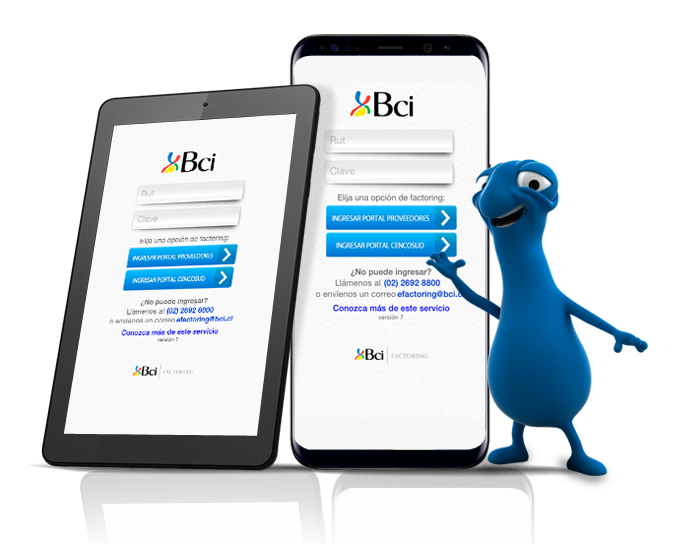 Bci
Rut
Clave
Elija una opción de factoring:
INGRESAR PORTAL PROVEEDORES
INGRESAR PORTAL CENCOSUD
¿No puede ingresar?
Llámenos al (02) 2692 8800
o envíenos un correo efactoring@bci.cl
Conozca más de este servicio
versión 7
Bci FACTORING
Bci
Rut
Clave
Elija una opción de factoring:
INGRESAR PORTAL PROVEEDORES
INGRESAR PORTAL CENCOSUD
¿No puede ingresar?
Llámenos al (02) 2692 8800
o envíenos un correo efactoring@bci.c
Conozca más de este servicio
versión 7
Bci FACTORING